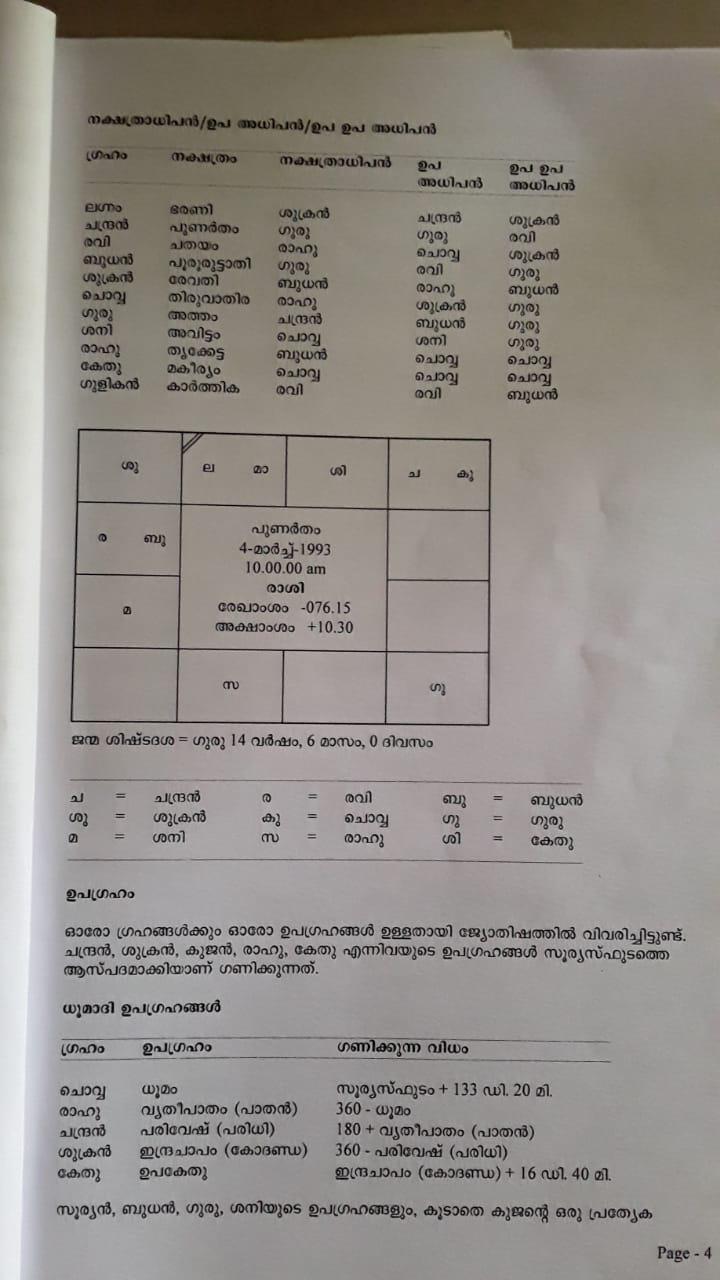 നക്ഷത്രാധിപൻ/ഉപ അധിപൻ/ഉപ ഉപ അധിപൻ
ഗ്രഹം നക്ഷത്രം നക്ഷത്രാധിപൻ ഉപ അധിപൻ ഉപ ഉപ അധിപൻ
ലഗ്നം ഭരണി ശുക്രൻ ചന്ദ്രൻ ശുക്രൻ
ചന്ദ്രൻ പുണർതം ഗുരു ഗുരു രവി
രവി ചതയം രാഹു ചൊവ്വ ശുക്രൻ
ബുധൻ പൂരുരുട്ടാതി ഗുരു രവി ഗുരു
ശുക്രൻ രേവതി ബുധൻ രാഹു ബുധൻ
ചൊവ്വ തിരുവാതിര രാഹു ശുക്രൻ ഗുരു
ഗുരു അത്തം ചന്ദ്രൻ ബുധൻ ഗുരു
ശനി അവിട്ടം ചൊവ്വ ശനി ഗുരു
രാഹു തൃക്കേട്ട ബുധൻ ചൊവ്വ ചൊവ്വ
കേതു മകീര്യം ചൊവ്വ ചൊവ്വ ചൊവ്വ
ഗുളികൻ കാർത്തിക രവി രവി ബുധൻ
ശു ല മാ ശി ച കു
ര ബു
പുണർതം
4-മാർച്ച്-1993
10.00.00 am
രാശി
രേഖാംശം -076.15
അക്ഷാംശം +10.30
മ
സ ഗു
ജന്മ ശിഷ്ടദശ = ഗുരു 14 വർഷം, 6 മാസം, 0 ദിവസം
ച = ചന്ദ്രൻ ര = രവി ബു = ബുധൻ
ശു = ശുക്രൻ കു = ചൊവ്വ ഗു = ഗുരു
മ = ശനി സ = രാഹു ശി = കേതു
ഉപഗ്രഹം
ഓരോ ഗ്രഹങ്ങൾക്കും ഓരോ ഉപഗ്രഹങ്ങൾ ഉള്ളതായി ജ്യോതിഷത്തിൽ വിവരിച്ചിട്ടുണ്ട്.
ചന്ദ്രൻ, ശുക്രൻ, കുജൻ, രാഹു, കേതു എന്നിവയുടെ ഉപഗ്രഹങ്ങൾ സൂര്യസ്ഫുടത്തെ
ആസ്പദമാക്കിയാണ് ഗണിക്കുന്നത്.
ധൂമാദി ഉപഗ്രഹങ്ങൾ
ഗ്രഹം ഉപഗ്രഹം ഗണിക്കുന്ന വിധം
ചൊവ്വ ധൂമം സൂര്യസ്ഫുടം + 133 ഡി. 20 മി.
രാഹു വ്യതീപാതം (പാതൻ) 360 - ധൂമം
ചന്ദ്രൻ പരിവേഷ് (പരിധി) 180 + വ്യതീപാതം (പാതൻ)
ശുക്രൻ ഇന്ദ്രചാപം (കോദണ്ഡ) 360 - പരിവേഷ് (പരിധി)
കേതു ഉപകേതു ഇന്ദ്രചാപം (കോദണ്ഡ) + 16 ഡി. 40 മി.
സൂര്യൻ, ബുധൻ, ഗുരു, ശനിയുടെ ഉപഗ്രഹങ്ങളും, കൂടാതെ കുജന്റെ ഒരു പ്രത്യേക
Page - 4